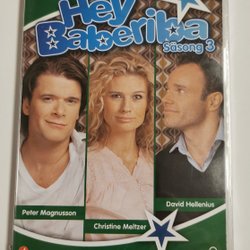 Hey
Baberiba
Säsong 3
Peter Magnusson
Christine Meltzer
David Hellenius